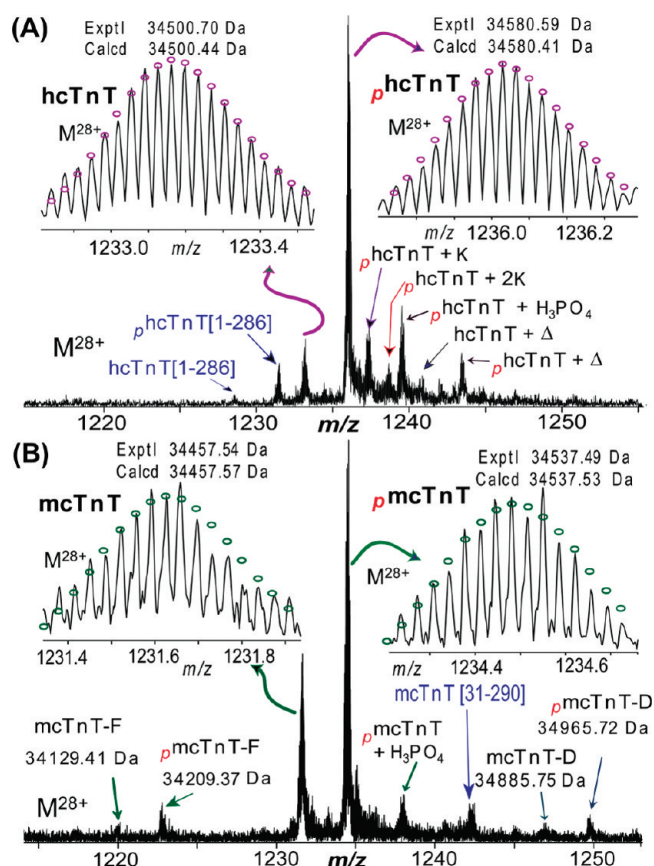 (A)
Exptl 34500.70 Da
Calcd 34500.44 Da
hcTnT
M28+
1233.0 m/z 1233.4
Exptl 34580.59 Da
Calcd 34580.41 Da
phcTnT
M28+
1236.0 1236.2
m/z
phcTnT + K
phcTnT + 2K
phcTnT + H3PO4
hcTnT + Δ
phcTnT + Δ
phcTnT[1-286]
M28+
hcTnT[1-286]
1220 1230 m/z 1240 1250
(B)
Exptl 34457.54 Da
Calcd 34457.57 Da
mcTnT
M28+
1231.4 1231.6 1231.8
m/z
Exptl 34537.49 Da
Calcd 34537.53 Da
pmcTnT
M28+
m/z 1234.4 1234.6
mcTnT-F
34129.41 Da
pmcTnT-F
34209.37 Da
pmcTnT
+ H3PO4
mcTnT [31-290]
pmcTnT-D
34965.72 Da
mcTnT-D
34885.75 Da
M28+
1220 1230 m/z 1240 1250